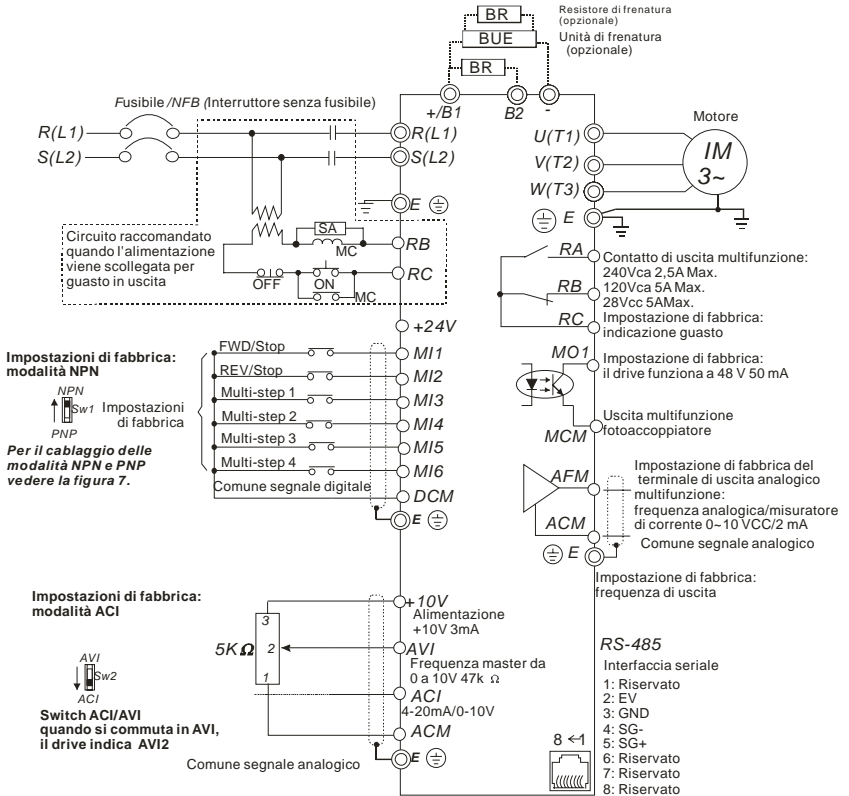 BR
Resistore di frenatura
(opzionale)
BUE
Unità di frenatura
(opzionale)
BR
Fusibile /NFB (Interruttore senza fusibile)
+/B1
B2
-
Motore
R(L1)
R(L1)
U(T1)
IM
3~
S(L2)
S(L2)
V(T2)
W(T3)
E
E
Circuito raccomandato
quando l'alimentazione
viene scollegata per
guasto in uscita
SA
MC
RB
OFF
ON
MC
RC
RA
Contatto di uscita multifunzione:
240Vca 2,5A Max.
RB
120Vca 5A Max.
28Vcc 5AMax.
RC
Impostazione di fabbrica:
indicazione guasto
+24V
Impostazioni di fabbrica:
modalità NPN
NPN
Sw1
PNP
Per il cablaggio delle
modalità NPN e PNP
vedere la figura 7.
Impostazioni
di fabbrica
FWD/Stop
MI1
REV/Stop
MI2
Multi-step 1
MI3
Multi-step 2
MI4
Multi-step 3
MI5
Multi-step 4
MI6
Comune segnale digitale
DCM
E
MO1
Impostazione di fabbrica:
il drive funziona a 48 V 50 mA
MCM
Uscita multifunzione
fotoaccoppiatore
AFM
Impostazione di fabbrica del
terminale di uscita analogico
multifunzione:
frequenza analogica/misuratore
di corrente 0~10 VCC/2 mA
ACM
Comune segnale analogico
E
Impostazione di fabbrica:
frequenza di uscita
Impostazioni di fabbrica:
modalità ACI
AVI
Sw2
ACI
Switch ACI/AVI
quando si commuta in AVI,
il drive indica AVI2
5KΩ
3
2
1
+10V
Alimentazione
+10V 3mA
AVI
Frequenza master da
0 a 10V 47k Ω
ACI
4-20mA/0-10V
ACM
Comune segnale analogico
E
RS-485
Interfaccia seriale
1: Riservato
2: EV
3: GND
4: SG-
5: SG+
6: Riservato
7: Riservato
8: Riservato
8 ←1